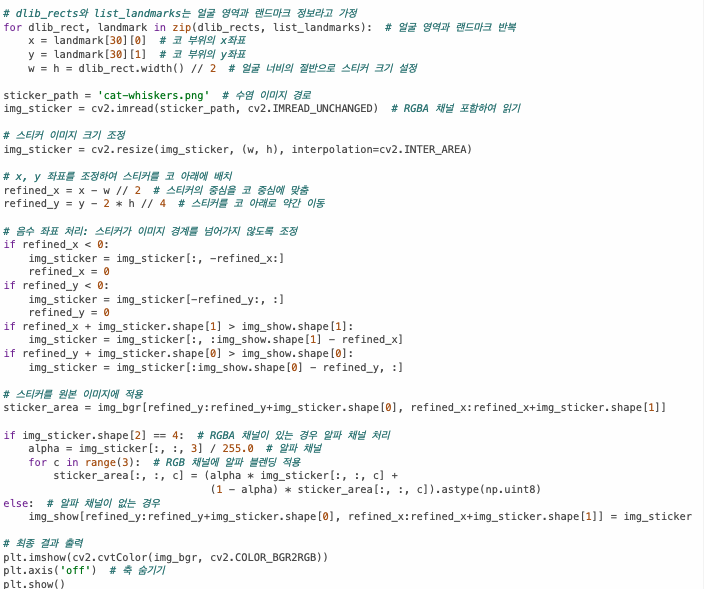 # dlib_rects와 list_landmarks는 얼굴 영역과 랜드마크 정보라고 가정
for dlib_rect, landmark in zip(dlib_rects, list_landmarks):  # 얼굴 영역과 랜드마크 반복
    x = landmark[30][0]  # 코 부위의 x좌표
    y = landmark[30][1]  # 코 부위의 y좌표
    w = h = dlib_rect.width() // 2  # 얼굴 너비의 절반으로 스티커 크기 설정

sticker_path = 'cat-whiskers.png'  # 수염 이미지 경로
img_sticker = cv2.imread(sticker_path, cv2.IMREAD_UNCHANGED)  # RGBA 채널 포함하여 읽기

# 스티커 이미지 크기 조정
img_sticker = cv2.resize(img_sticker, (w, h), interpolation=cv2.INTER_AREA)

# x, y 좌표를 조정하여 스티커를 코 아래에 배치
refined_x = x - w // 2  # 스티커의 중심을 코 중심에 맞춤
refined_y = y - 2 * h // 4  # 스티커를 코 아래로 약간 이동

# 음수 좌표 처리: 스티커가 이미지 경계를 넘어가지 않도록 조정
if refined_x < 0:
    img_sticker = img_sticker[:, -refined_x:]
    refined_x = 0
if refined_y < 0:
    img_sticker = img_sticker[-refined_y:, :]
    refined_y = 0
if refined_x + img_sticker.shape[1] > img_show.shape[1]:
    img_sticker = img_sticker[:, :img_show.shape[1] - refined_x]
if refined_y + img_sticker.shape[0] > img_show.shape[0]:
    img_sticker = img_sticker[:img_show.shape[0] - refined_y, :]

# 스티커를 원본 이미지에 적용
sticker_area = img_bgr[refined_y:refined_y+img_sticker.shape[0], refined_x:refined_x+img_sticker.shape[1]]

if img_sticker.shape[2] == 4:  # RGBA 채널이 있는 경우 알파 채널 처리
    alpha = img_sticker[:, :, 3] / 255.0  # 알파 채널
    for c in range(3):  # RGB 채널에 알파 블렌딩 적용
        sticker_area[:, :, c] = (alpha * img_sticker[:, :, c] +
                                 (1 - alpha) * sticker_area[:, :, c]).astype(np.uint8)
else:  # 알파 채널이 없는 경우
    img_show[refined_y:refined_y+img_sticker.shape[0], refined_x:refined_x+img_sticker.shape[1]] = img_sticker

# 최종 결과 출력
plt.imshow(cv2.cvtColor(img_bgr, cv2.COLOR_BGR2RGB))
plt.axis('off')  # 축 숨기기
plt.show()